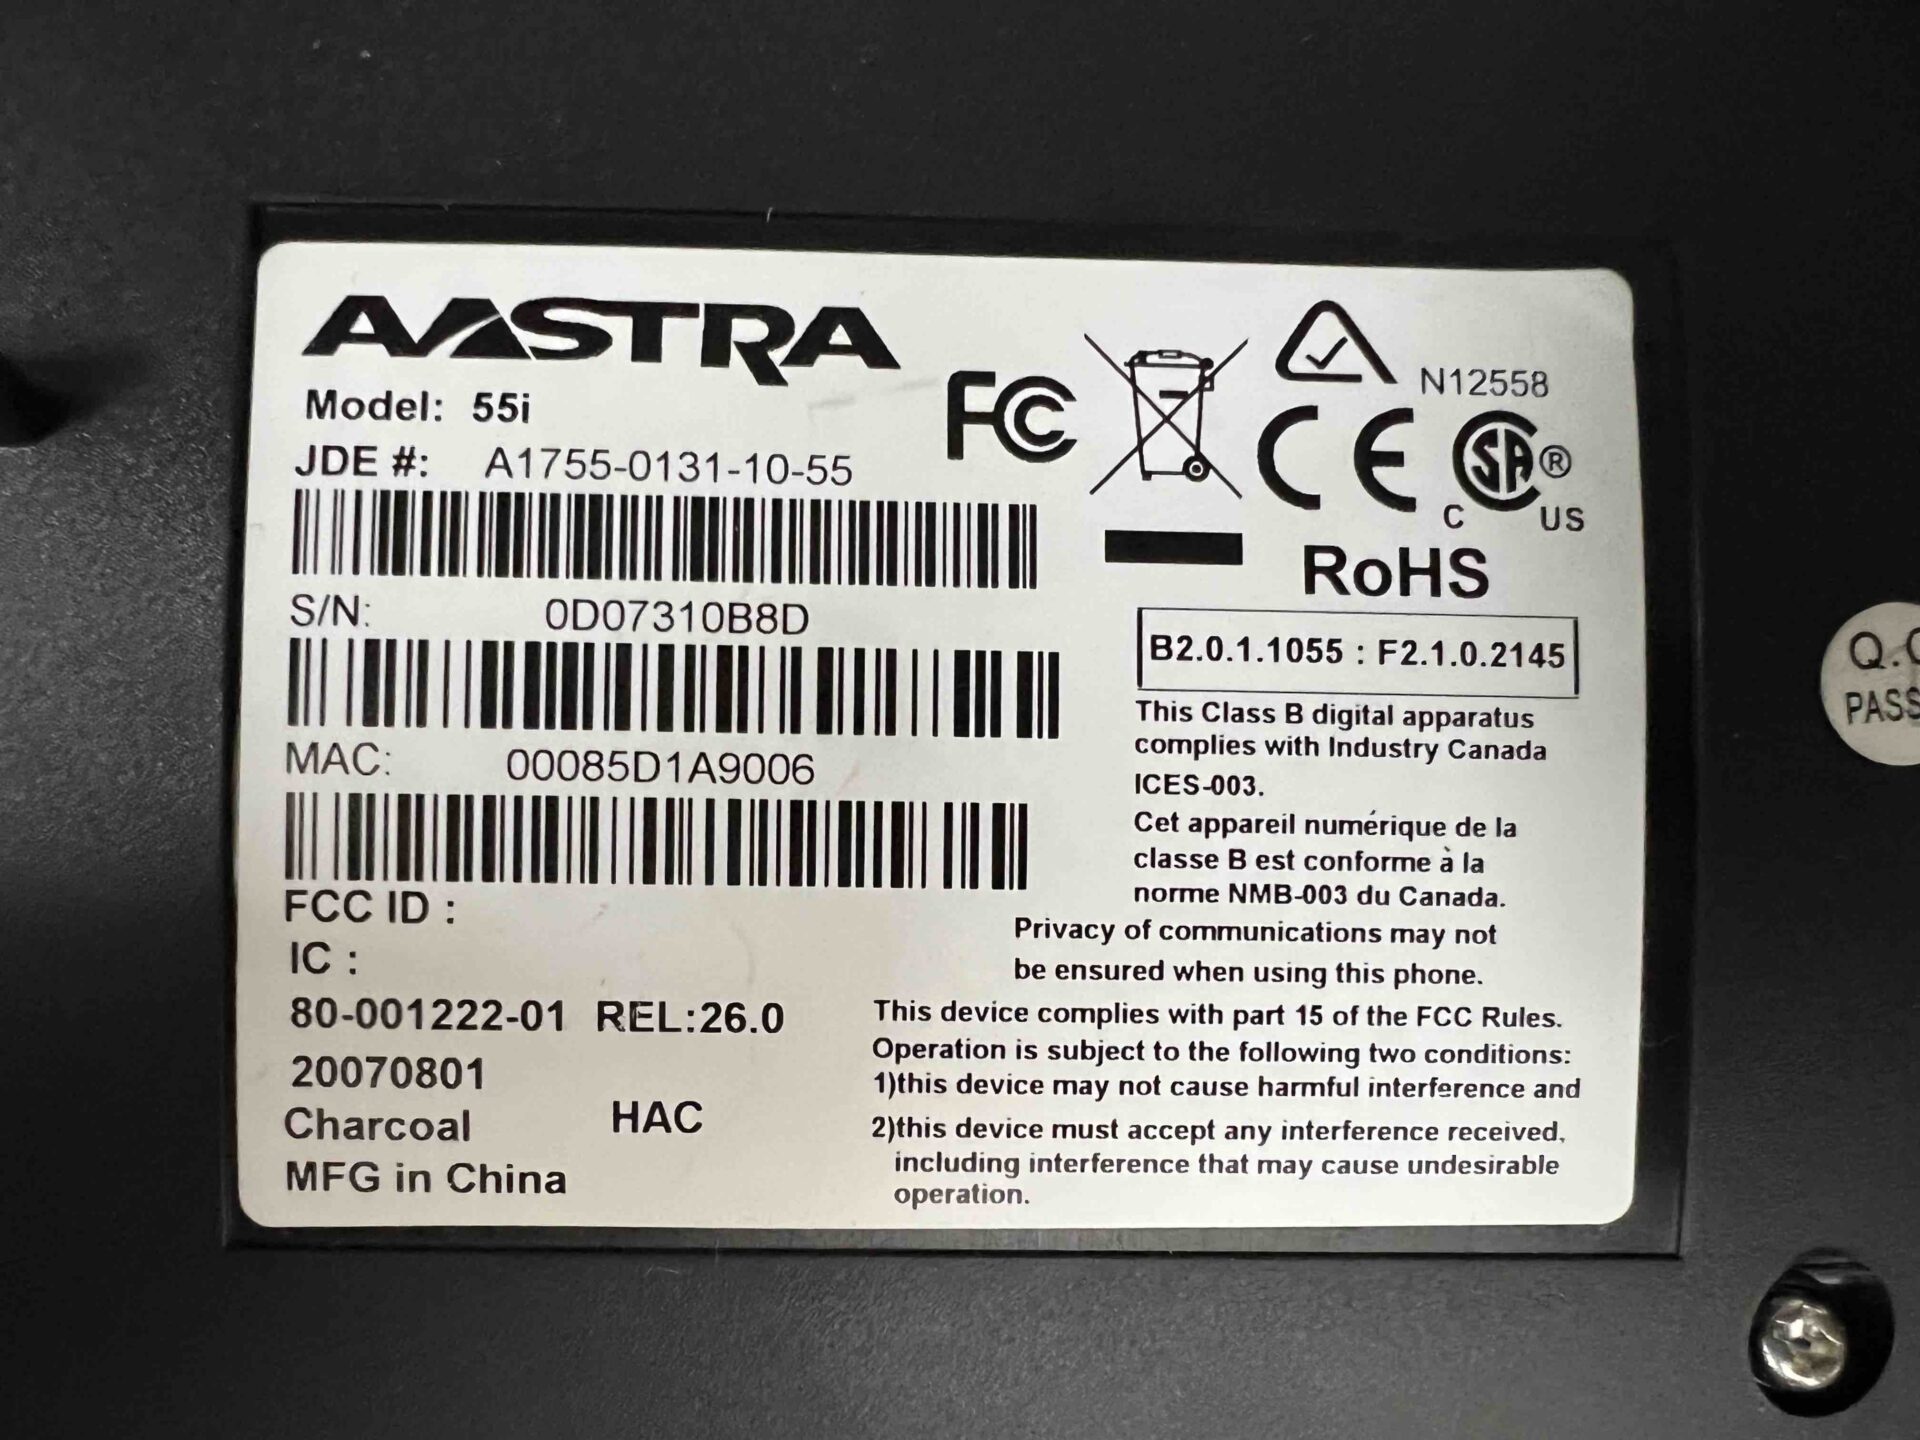 AASTRA
Model: 55i
JDE #: A1755-0131-10-55
S/N: 0D07310B8D
MAC: 00085D1A9006
FCC ID :
IC :
80-001222-01 REL:26.0
20070801
Charcoal HAC
MFG in China
FC
N12558
CE
C SA® US
RoHS
B2.0.1.1055 : F2.1.0.2145
This Class B digital apparatus
complies with Industry Canada
ICES-003.
Cet appareil numérique de la
classe B est conforme à la
norme NMB-003 du Canada.
Privacy of communications may not
be ensured when using this phone.
This device complies with part 15 of the FCC Rules.
Operation is subject to the following two conditions:
1)this device may not cause harmful interference and
2)this device must accept any interference received,
including interference that may cause undesirable
operation.
Q.C
PASS